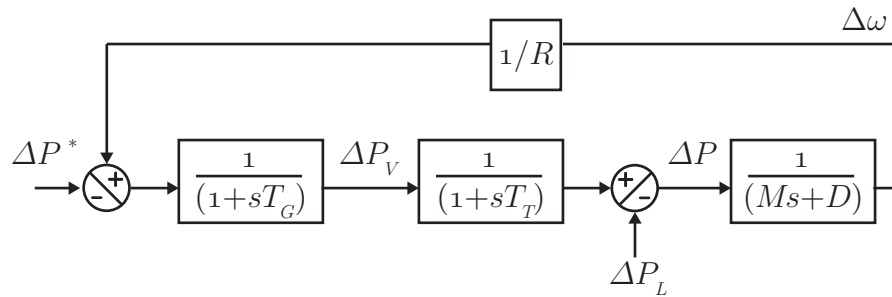 Δω
1/R
ΔP*
+
−
1
(1+sT_G)
ΔP_V
1
(1+sT_T)
+
−
ΔP
1
(Ms+D)
ΔP_L